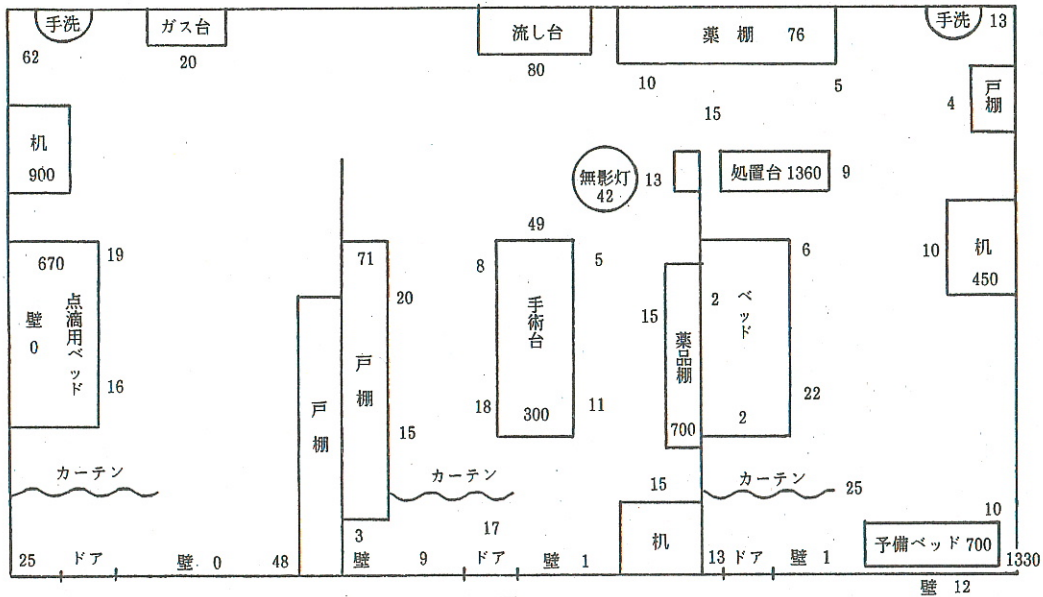 手洗
ガス台
流し台
薬棚 76
手洗
13
62
20
80
10
5
15
4
戸棚
机
900
無影灯
42
13
処置台 1360
9
49
670
19
71
20
8
5
15
2
6
10
机
450
壁
0
点滴用ベッド
16
戸棚
戸棚
15
手術台
18
300
11
薬品棚
700
ベッド
2
22
カーテン
カーテン
15
カーテン
25
17
机
10
予備ベッド 700
1330
25
ドア
壁 0
48
3
壁
9
ドア
壁 1
13
ドア
壁 1
壁 12